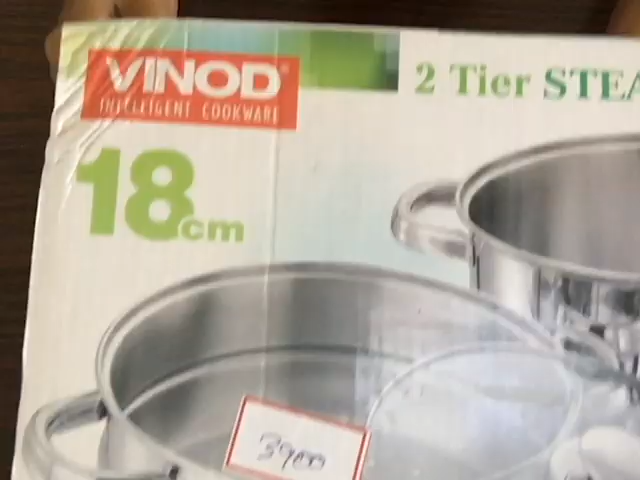 VINOD
INTELLIGENT COOKWARE
2 Tier STEA
18cm
3900